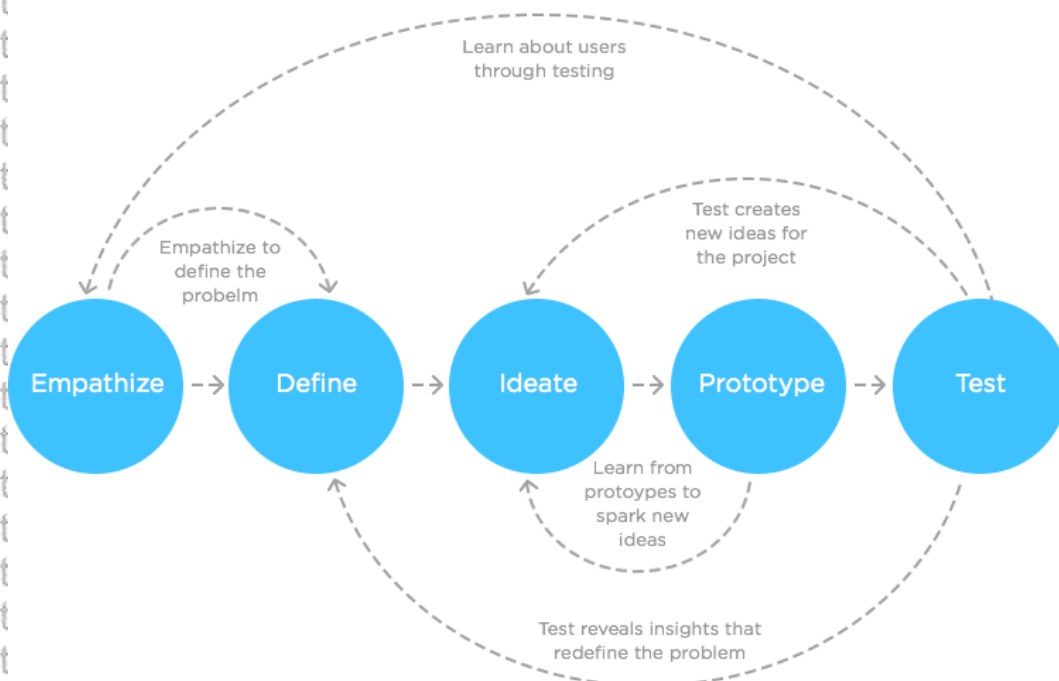 Learn about users
through testing
Test creates
new ideas for
the project
Empathize to
define the
probelm
Empathize
Define
Ideate
Prototype
Test
Learn from
protoypes to
spark new
ideas
Test reveals insights that
redefine the problem